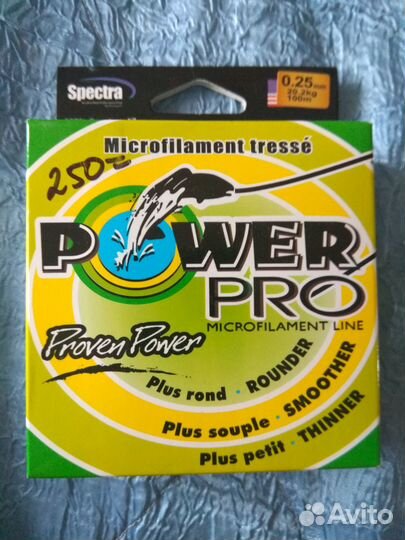 Spectra
0.25mm
20.2kg
100m
Microfilament tressé
250=
POWER
PRO
MICROFILAMENT LINE
Proven Power
Plus rond • ROUNDER
Plus souple • SMOOTHER
Plus petit • THINNER
Avito